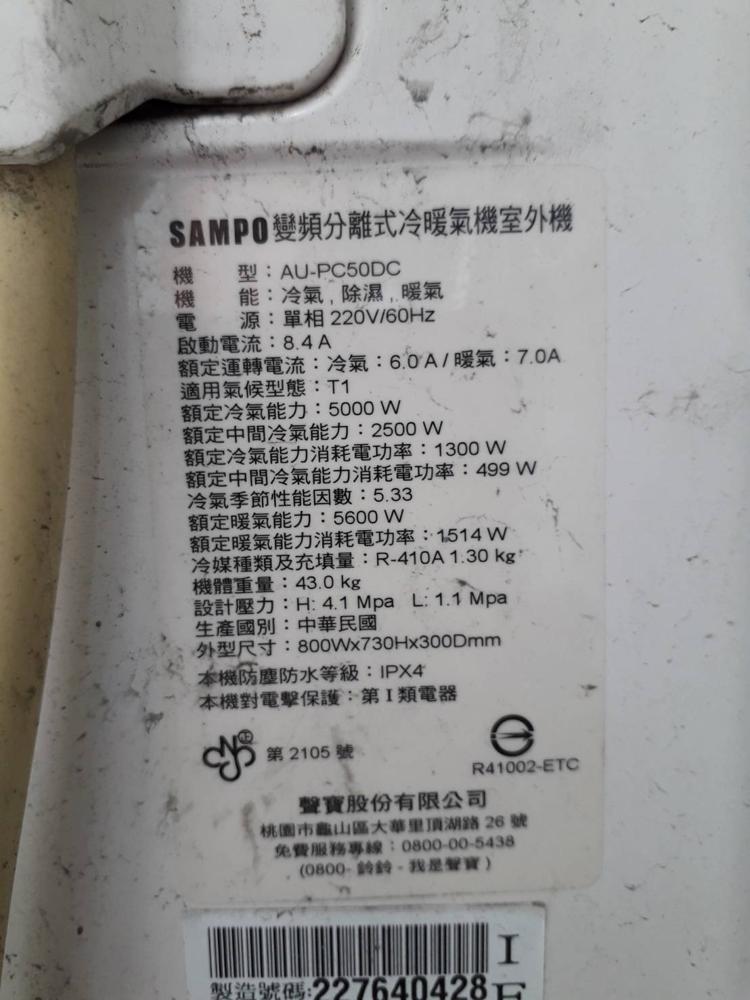 SAMPO變頻分離式冷暖氣機室外機
機　　型：AU-PC50DC
機　　能：冷氣,除濕,暖氣
電　　源：單相 220V/60Hz
啟動電流：8.4 A
額定運轉電流：冷氣：6.0 A / 暖氣：7.0A
適用氣候型態：T1
額定冷氣能力：5000 W
額定中間冷氣能力：2500 W
額定冷氣能力消耗電功率：1300 W
額定中間冷氣能力消耗電功率：499 W
冷氣季節性能因數：5.33
額定暖氣能力：5600 W
額定暖氣能力消耗電功率：1514 W
冷媒種類及充填量：R-410A 1.30 kg
機體重量：43.0 kg
設計壓力：H: 4.1 Mpa L: 1.1 Mpa
生產國別：中華民國
外型尺寸：800Wx730Hx300Dmm
本機防塵防水等級：IPX4
本機對電擊保護：第 I 類電器
CNS 正 第 2105 號
R41002-ETC
聲寶股份有限公司
桃園市龜山區大華里頂湖路 26 號
免費服務專線：0800-00-5438
(0800- 鈴鈴 - 我是聲寶)
I
製造號碼:227640428